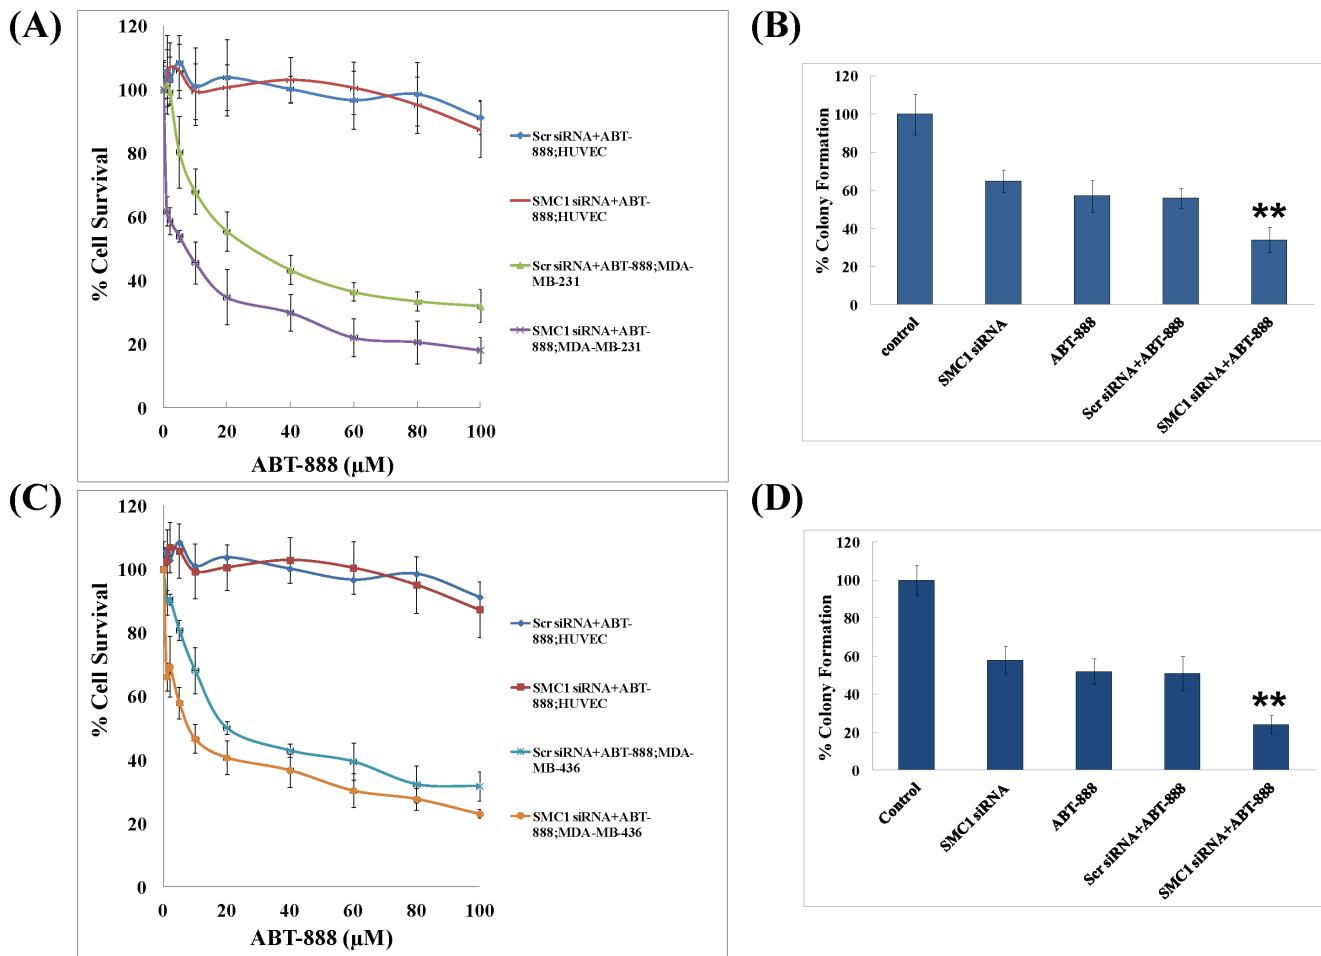 (A)
120
100
80
60
40
20
0
% Cell Survival
0 20 40 60 80 100
ABT-888 (µM)
Scr siRNA+ABT-
888;HUVEC
SMC1 siRNA+ABT-
888;HUVEC
Scr siRNA+ABT-888;MDA-
MB-231
SMC1 siRNA+ABT-
888;MDA-MB-231
(B)
120
100
80
60
40
20
0
% Colony Formation
**
control
SMC1 siRNA
ABT-888
Scr siRNA+ABT-888
SMC1 siRNA+ABT-888
(C)
120
100
80
60
40
20
0
% Cell Survival
0 20 40 60 80 100
ABT-888 (µM)
Scr siRNA+ABT-
888;HUVEC
SMC1 siRNA+ABT-
888;HUVEC
Scr siRNA+ABT-888;MDA-
MB-436
SMC1 siRNA+ABT-
888;MDA-MB-436
(D)
120
100
80
60
40
20
0
% Colony Formation
**
Control
SMC1 siRNA
ABT-888
Scr siRNA+ABT-888
SMC1 siRNA+ABT-888